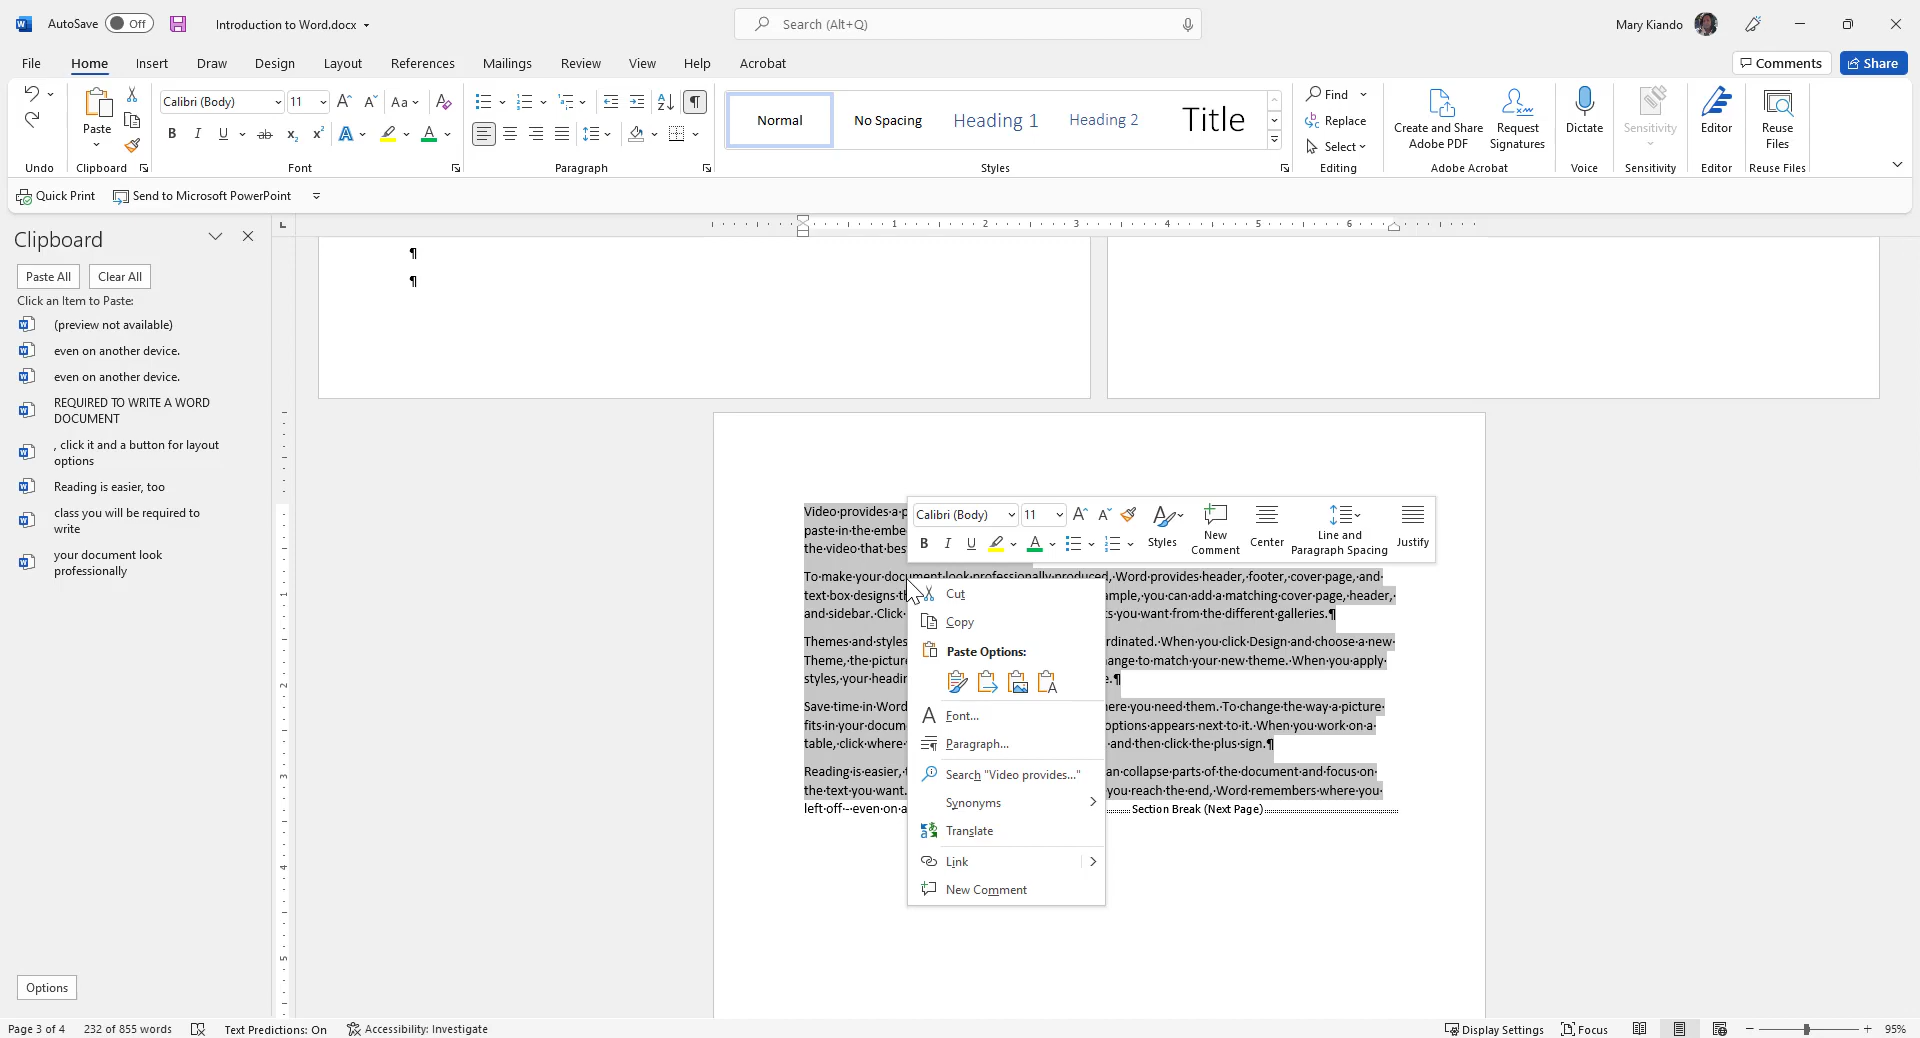 AutoSave Off Introduction to Word.docx Search (Alt+Q) Mary Kiando
File Home Insert Draw Design Layout References Mailings Review View Help Acrobat Comments Share
Calibri (Body) 11 Aa Find
Paste Normal No Spacing Heading 1 Heading 2 Title Replace
Create and Share Adobe PDF Request Signatures Dictate Sensitivity Editor Reuse Files
Select
Undo Clipboard Font Paragraph Styles Editing Adobe Acrobat Voice Sensitivity Editor Reuse Files
Quick Print Send to Microsoft PowerPoint
Clipboard
Paste All Clear All
Click an Item to Paste:
(preview not available)
even on another device.
even on another device.
REQUIRED TO WRITE A WORD
DOCUMENT
, click it and a button for layout
options
Reading is easier, too
class you will be required to
write
your document look
professionally
Options
1 2 3 4 5 6
¶
¶
Video·provides·a·p
paste·in·the·embe
the·video·that·bes
Calibri (Body) 11 Styles New Comment Center Line and Paragraph Spacing Justify
B I U
To·make·your·document·look·professionally·produced,·Word·provides·header,·footer,·cover·page,·and·
text·box·designs· ample,·you·can·add·a·matching·cover·page,·header,·
and·sidebar.·Click· s·you·want·from·the·different·galleries.¶
Themes·and·styles rdinated.·When·you·click·Design·and·choose·a·new·
Theme,·the·picture ange·to·match·your·new·theme.·When·you·apply·
styles,·your·headin e.¶
Save·time·in·Word ere·you·need·them.·To·change·the·way·a·picture·
fits·in·your·docum options·appears·next·to·it.·When·you·work·on·a·
table,·click·where· and·then·click·the·plus·sign.¶
Reading·is·easier,· an·collapse·parts·of·the·document·and·focus·on·
the·text·you·want. you·reach·the·end,·Word·remembers·where·you·
left·off·-·even·on·a Section Break (Next Page)
Cut
Copy
Paste Options:
Font...
Paragraph...
Search "Video provides..."
Synonyms
Translate
Link
New Comment
1
2
3
4
5
Page 3 of 4 232 of 855 words Text Predictions: On Accessibility: Investigate Display Settings Focus 95%